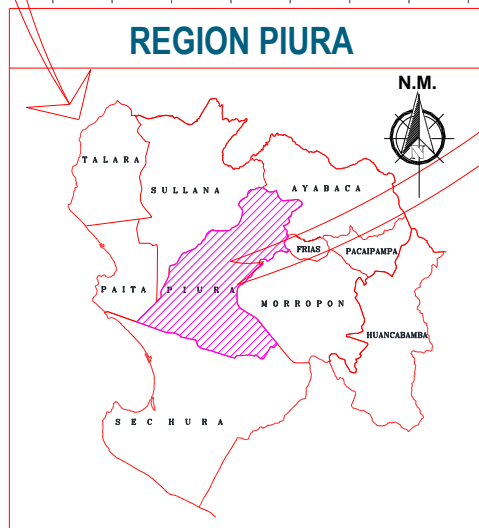 REGION PIURA
N.M.
N
TALARA
SULLANA
AYABACA
FRIAS
PACAIPAMPA
PAITA
PIURA
MORROPON
HUANCABAMBA
SECHURA